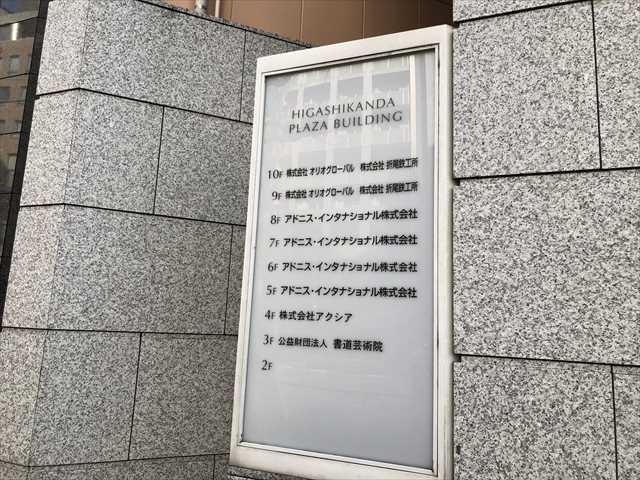 HIGASHIKANDA
PLAZA BUILDING
10F 株式会社 オリオグローバル 株式会社 折尾鉄工所
9F 株式会社 オリオグローバル 株式会社 折尾鉄工所
8F アドニス・インタナショナル株式会社
7F アドニス・インタナショナル株式会社
6F アドニス・インタナショナル株式会社
5F アドニス・インタナショナル株式会社
4F 株式会社アクシア
3F 公益財団法人 書道芸術院
2F